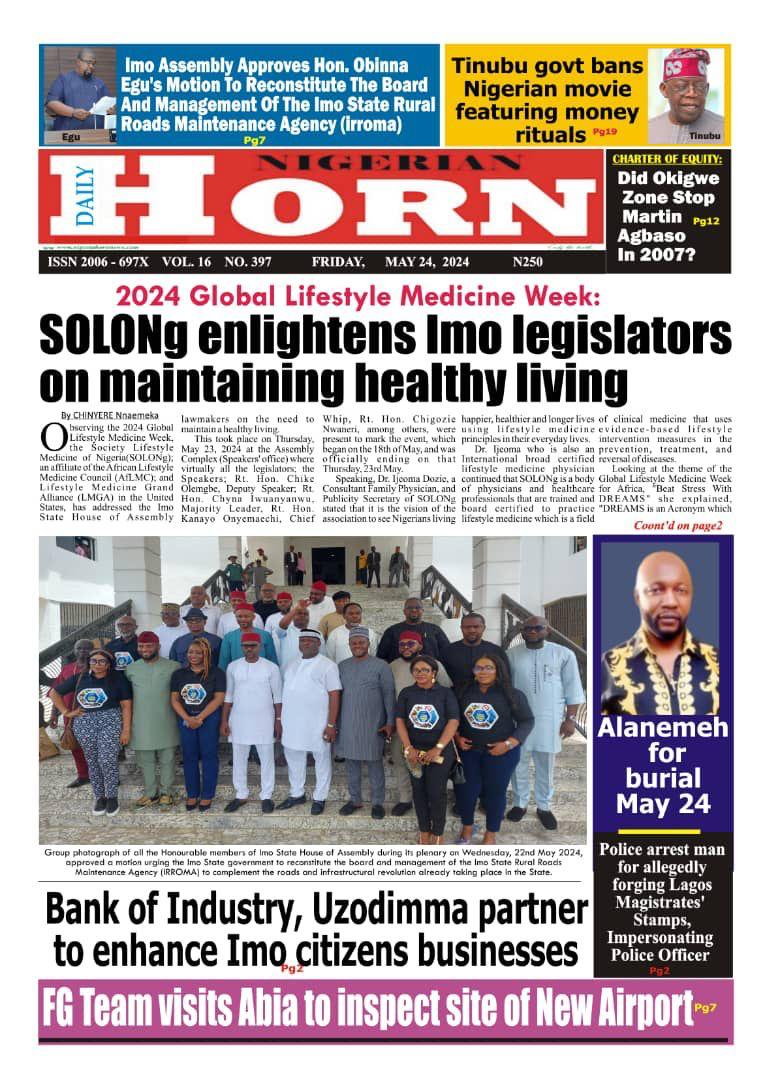 Imo Assembly Approves Hon. Obinna
Egu's Motion To Reconstitute The Board
And Management Of The Imo State Rural
Roads Maintenance Agency (irroma)
Pg7
Egu
Tinubu govt bans
Nigerian movie
featuring money
rituals Pg19
Tinubu
DAILY
NIGERIAN
HORN
CHARTER OF EQUITY:
Did Okigwe
Zone Stop
Martin Pg12
Agbaso
In 2007?
ISSN 2006 - 697X VOL. 16 NO. 397 FRIDAY, MAY 24, 2024 N250
2024 Global Lifestyle Medicine Week:
SOLONg enlightens Imo legislators
on maintaining healthy living
By CHINYERE Nnaemeka
Observing the 2024 Global
Lifestyle Medicine Week,
the Society Lifestyle
Medicine of Nigeria(SOLONg);
an affiliate of the African Lifestyle
Medicine Council (AfLMC); and
Lifestyle Medicine and
Alliance (LMGA) in the United
States, has addressed the Imo
State House of Assembly
lawmakers on the need to
maintain a healthy living.
This took place on Thursday,
May 23, 2024 at the Assembly
Complex (Speakers' office) where
virtually all the legislators; the
Speakers; Rt. Hon. Chike
Olemgbe, Deputy Speaker; Rt.
Hon. Chyna Iwuanyanwu,
Majority Leader, Rt. Hon.
Kanayo Onyemaechi, Chief
Whip, Rt. Hon. Chigozie
Nwaneri, among others, were
present to mark the event, which
began on the 18th of May, and was
officially ending on that
Thursday, 23rd May.
Speaking, Dr. Ijeoma Dozie, a
Consultant Family Physician, and
Publicity Secretary of SOLONg
stated that it is the vision of the
association to see Nigerians living
happier, healthier and longer lives
using lifestyle medicine
principles in their everyday lives.
Dr. Ijeoma who is also an
International broad certified
lifestyle medicine physician
continued that SOLONg is a body
of physicians and healthcare
professionals that are trained and
board certified to practice
lifestyle medicine which is a field
of clinical medicine that uses
evidence-based lifestyle
intervention measures in the
prevention, treatment, and
reversal of diseases.
Looking at the theme of the
Global Lifestyle Medicine Week
for Africa, "Beat Stress With
DREAMS" she explained,
"DREAMS is an Acronym which
Coont'd on page2
Group photograph of all the Honourable members of Imo State House of Assembly during its plenary on Wednesday, 22nd May 2024,
approved a motion urging the Imo State government to reconstitute the board and management of the Imo State Rural Roads
Maintenance Agency (IRROMA) to complement the roads and infrastructural revolution already taking place in the State.
Alanemeh
for
burial
May 24
Police arrest man
for allegedly
forging Lagos
Magistrates'
Stamps,
Impersonating
Police Officer
Pg2
Bank of Industry, Uzodimma partner
to enhance Imo citizens businesses
Pg2
FG Team visits Abia to inspect site of New Airport Pg7